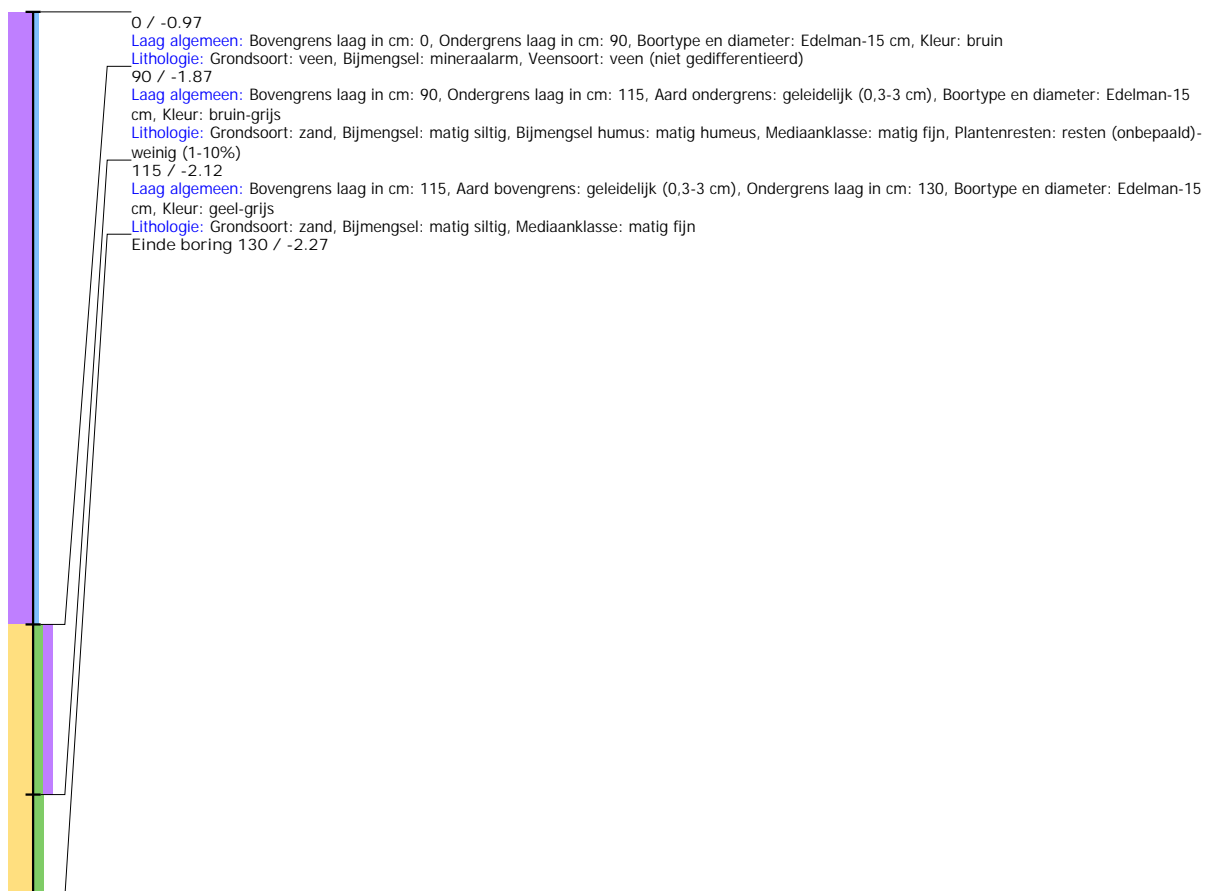 0 / -0.97
Laag algemeen: Bovengrens laag in cm: 0, Ondergrens laag in cm: 90, Boortype en diameter: Edelman-15 cm, Kleur: bruin
Lithologie: Grondsoort: veen, Bijmengsel: mineraalarm, Veensoort: veen (niet gedifferentieerd)
90 / -1.87
Laag algemeen: Bovengrens laag in cm: 90, Ondergrens laag in cm: 115, Aard ondergrens: geleidelijk (0,3-3 cm), Boortype en diameter: Edelman-15
cm, Kleur: bruin-grijs
Lithologie: Grondsoort: zand, Bijmengsel: matig siltig, Bijmengsel humus: matig humeus, Mediaanklasse: matig fijn, Plantenresten: resten (onbepaald)-
weinig (1-10%)
115 / -2.12
Laag algemeen: Bovengrens laag in cm: 115, Aard bovengrens: geleidelijk (0,3-3 cm), Ondergrens laag in cm: 130, Boortype en diameter: Edelman-15
cm, Kleur: geel-grijs
Lithologie: Grondsoort: zand, Bijmengsel: matig siltig, Mediaanklasse: matig fijn
Einde boring 130 / -2.27